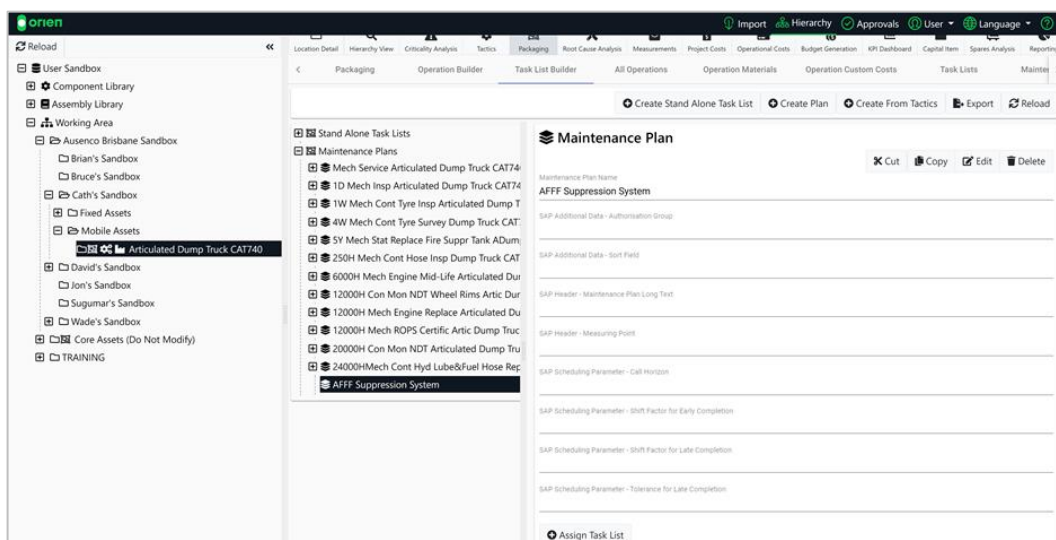 orien
Import Hierarchy Approvals User Language
Reload
Location Detail Hierarchy View Criticality Analysis Tactics Packaging Root Cause Analysis Measurements Project Costs Operational Costs Budget Generation KPI Dashboard Capital Item Spares Analysis Reporting
Packaging Operation Builder Task List Builder All Operations Operation Materials Operation Custom Costs Task Lists Mainte
Create Stand Alone Task List Create Plan Create From Tactics Export Reload
User Sandbox
Component Library
Assembly Library
Working Area
Ausenco Brisbane Sandbox
Brian's Sandbox
Bruce's Sandbox
Cath's Sandbox
Fixed Assets
Mobile Assets
Articulated Dump Truck CAT740
David's Sandbox
Jon's Sandbox
Sugumar's Sandbox
Wade's Sandbox
Core Assets (Do Not Modify)
TRAINING
Stand Alone Task Lists
Maintenance Plans
Mech Service Articulated Dump Truck CAT74
1D Mech Insp Articulated Dump Truck CAT74
1W Mech Cont Tyre Insp Articulated Dump T
4W Mech Cont Tyre Survey Dump Truck CAT
5Y Mech Stat Replace Fire Suppr Tank ADum
250H Mech Cont Hose Insp Dump Truck CAT
6000H Mech Engine Mid-Life Articulated Du
12000H Con Mon NDT Wheel Rims Artic Dur
12000H Mech Engine Replace Articulated Du
12000H Mech ROPS Certific Artic Dump Truc
20000H Con Mon NDT Articulated Dump Tru
24000HMech Cont Hyd Lube&Fuel Hose Rep
AFFF Suppression System
Maintenance Plan
Cut Copy Edit Delete
Maintenance Plan Name
AFFF Suppression System
SAP Additional Data - Authorisation Group
SAP Additional Data - Sort Field
SAP Header - Maintenance Plan Long Text
SAP Header - Measuring Point
SAP Scheduling Parameter - Call Horizon
SAP Scheduling Parameter - Shift Factor for Early Completion
SAP Scheduling Parameter - Shift Factor for Late Completion
SAP Scheduling Parameter - Tolerance for Late Completion
Assign Task List